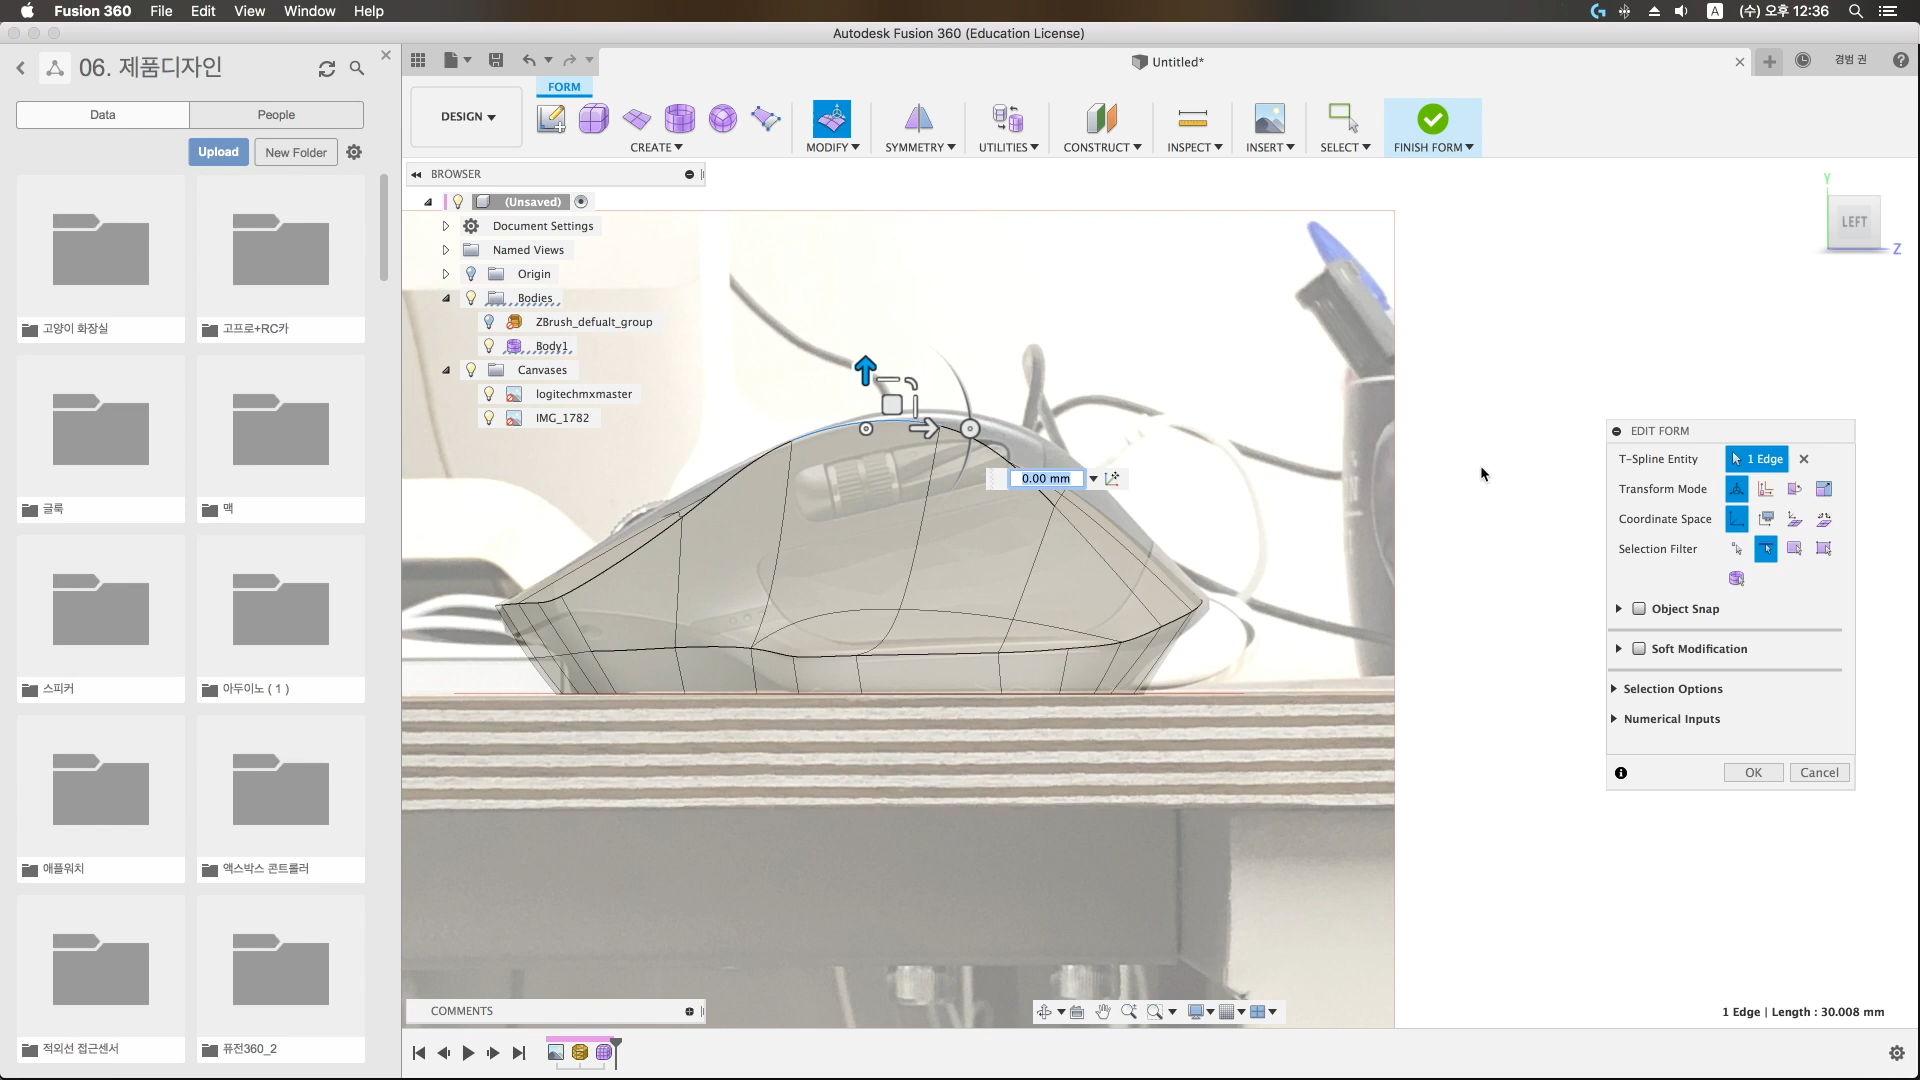 Fusion 360 File Edit View Window Help
A (수) 오후 12:36
Autodesk Fusion 360 (Education License)
06. 제품디자인
Untitled*
경범 권
Data People
Upload New Folder
고양이 화장실
고프로+RC카
글룩
맥
스피커
아두이노 ( 1 )
애플워치
액스박스 콘트롤러
적외선 접근센서
퓨전360_2
FORM
DESIGN
CREATE MODIFY SYMMETRY UTILITIES CONSTRUCT INSPECT INSERT SELECT FINISH FORM
BROWSER
(Unsaved)
Document Settings
Named Views
Origin
Bodies
ZBrush_defualt_group
Body1
Canvases
logitechmxmaster
IMG_1782
Y
LEFT
Z
0.00 mm
EDIT FORM
T-Spline Entity 1 Edge
Transform Mode
Coordinate Space
Selection Filter
Object Snap
Soft Modification
Selection Options
Numerical Inputs
OK Cancel
COMMENTS
1 Edge | Length : 30.008 mm